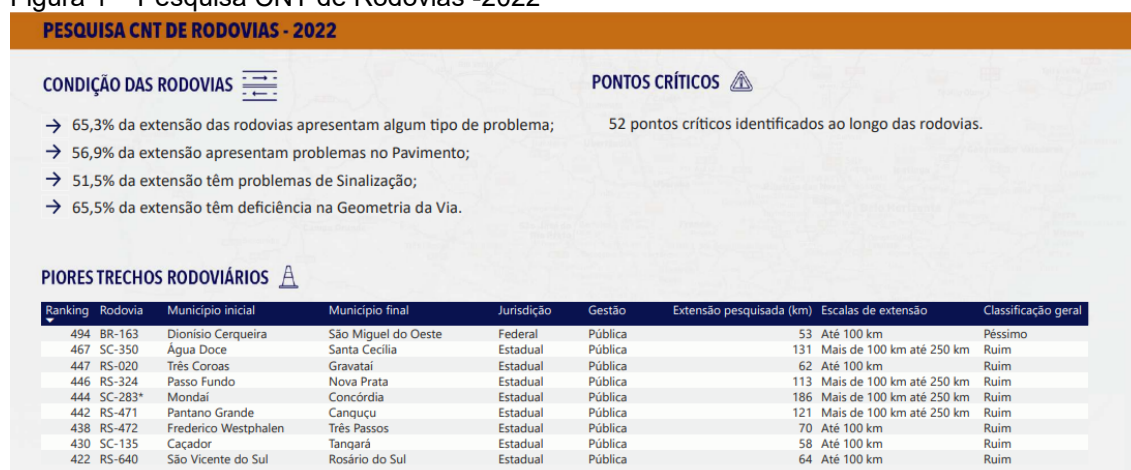 Figura 1 – Pesquisa CNT de Rodovias -2022
PESQUISA CNT DE RODOVIAS - 2022
CONDIÇÃO DAS RODOVIAS
→ 65,3% da extensão das rodovias apresentam algum tipo de problema;
→ 56,9% da extensão apresentam problemas no Pavimento;
→ 51,5% da extensão têm problemas de Sinalização;
→ 65,5% da extensão têm deficiência na Geometria da Via.
PONTOS CRÍTICOS
52 pontos críticos identificados ao longo das rodovias.
PIORES TRECHOS RODOVIÁRIOS
Ranking Rodovia Município inicial Município final Jurisdição Gestão Extensão pesquisada (km) Escalas de extensão Classificação geral
494 BR-163 Dionísio Cerqueira São Miguel do Oeste Federal Pública 53 Até 100 km Péssimo
467 SC-350 Água Doce Santa Cecília Estadual Pública 131 Mais de 100 km até 250 km Ruim
447 RS-020 Três Coroas Gravataí Estadual Pública 62 Até 100 km Ruim
446 RS-324 Passo Fundo Nova Prata Estadual Pública 113 Mais de 100 km até 250 km Ruim
444 SC-283* Mondaí Concórdia Estadual Pública 186 Mais de 100 km até 250 km Ruim
442 RS-471 Pantano Grande Canguçu Estadual Pública 121 Mais de 100 km até 250 km Ruim
438 RS-472 Frederico Westphalen Três Passos Estadual Pública 70 Até 100 km Ruim
430 SC-135 Caçador Tangará Estadual Pública 58 Até 100 km Ruim
422 RS-640 São Vicente do Sul Rosário do Sul Estadual Pública 64 Até 100 km Ruim